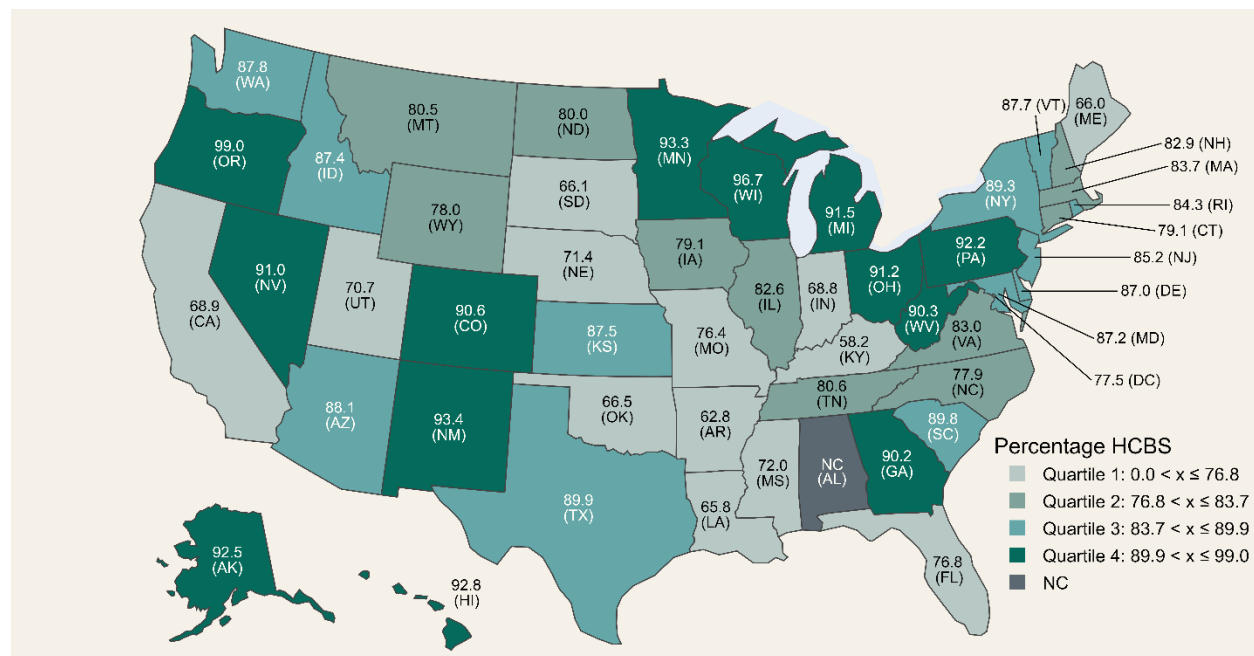 87.8
(WA)
99.0
(OR)
87.4
(ID)
80.5
(MT)
80.0
(ND)
93.3
(MN)
96.7
(WI)
91.5
(MI)
89.3
(NY)
87.7 (VT)
66.0
(ME)
82.9 (NH)
83.7 (MA)
84.3 (RI)
79.1 (CT)
85.2 (NJ)
87.0 (DE)
87.2 (MD)
77.5 (DC)
66.1
(SD)
78.0
(WY)
71.4
(NE)
79.1
(IA)
82.6
(IL)
68.8
(IN)
91.2
(OH)
92.2
(PA)
90.3
(WV)
83.0
(VA)
68.9
(CA)
91.0
(NV)
70.7
(UT)
90.6
(CO)
87.5
(KS)
76.4
(MO)
58.2
(KY)
80.6
(TN)
77.9
(NC)
88.1
(AZ)
93.4
(NM)
66.5
(OK)
62.8
(AR)
72.0
(MS)
NC
(AL)
90.2
(GA)
89.8
(SC)
89.9
(TX)
65.8
(LA)
76.8
(FL)
92.5
(AK)
92.8
(HI)
Percentage HCBS
Quartile 1: 0.0 < x ≤ 76.8
Quartile 2: 76.8 < x ≤ 83.7
Quartile 3: 83.7 < x ≤ 89.9
Quartile 4: 89.9 < x ≤ 99.0
NC